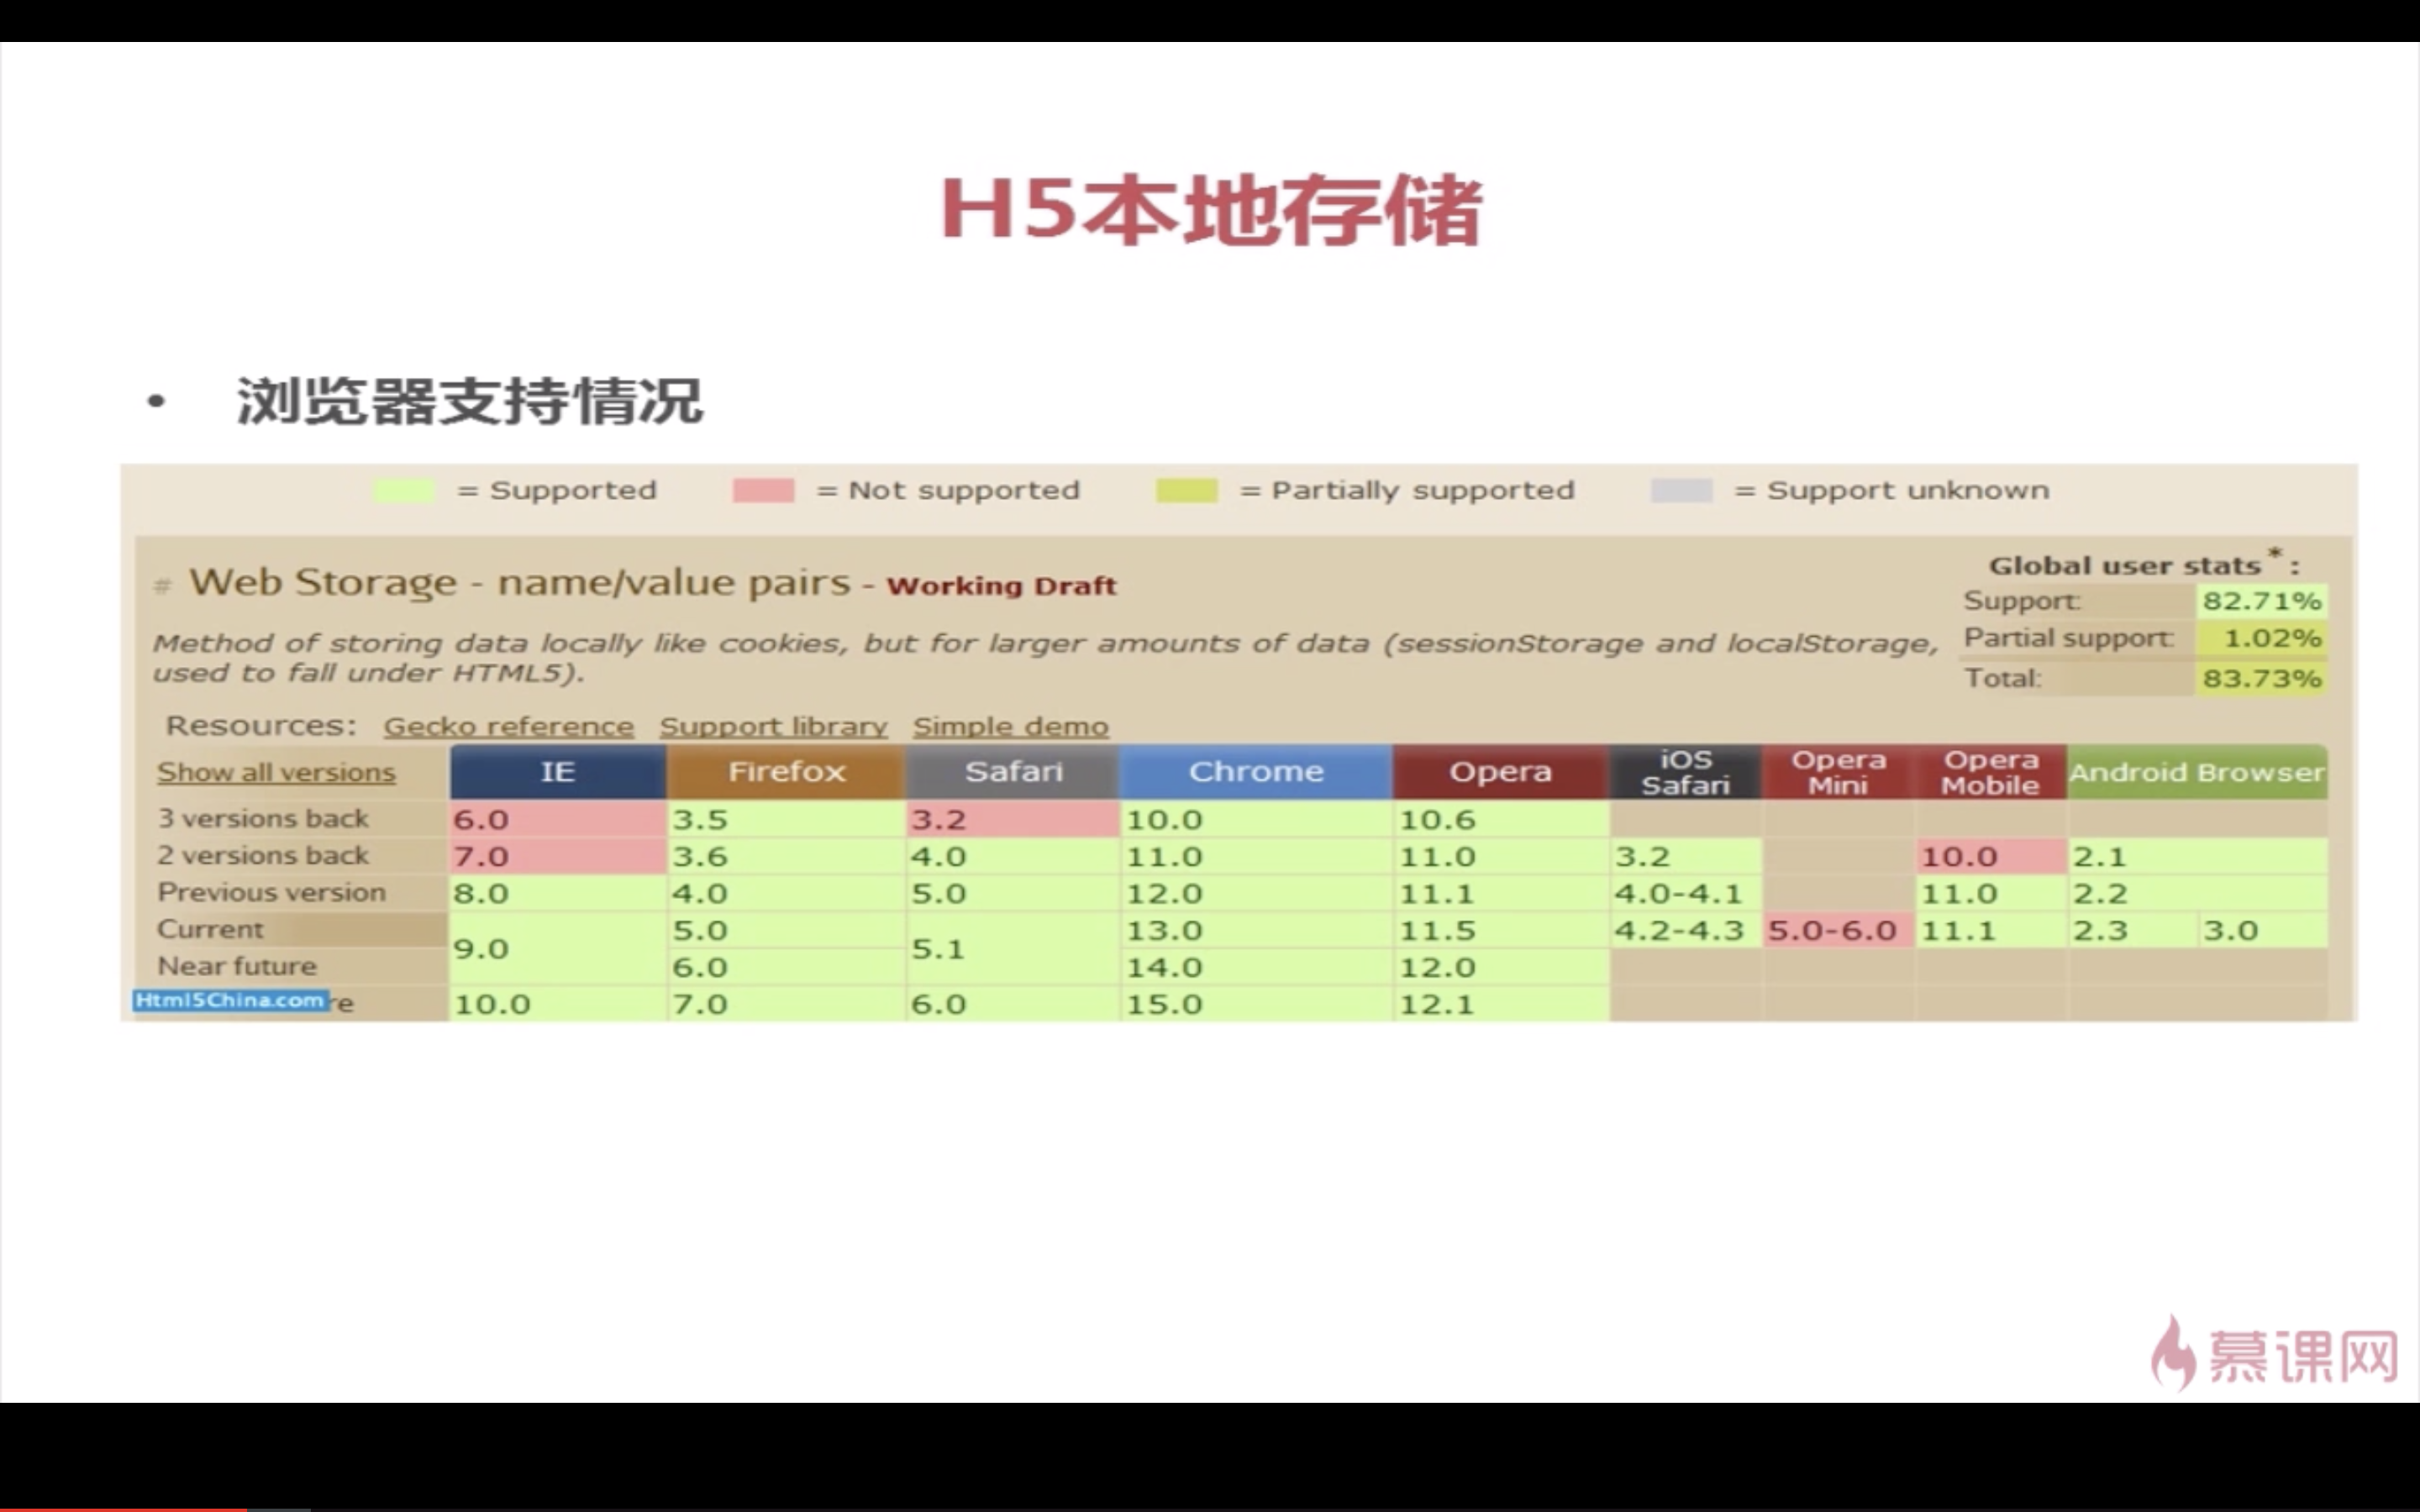 H5本地存储
• 浏览器支持情况
= Supported = Not supported = Partially supported = Support unknown
# Web Storage - name/value pairs - Working Draft
Global user stats*:
Support: 82.71%
Partial support: 1.02%
Total: 83.73%
Method of storing data locally like cookies, but for larger amounts of data (sessionStorage and localStorage,
used to fall under HTML5).
Resources: Gecko reference Support library Simple demo
Show all versions IE Firefox Safari Chrome Opera iOS Safari Opera Mini Opera Mobile Android Browser
3 versions back 6.0 3.5 3.2 10.0 10.6
2 versions back 7.0 3.6 4.0 11.0 11.0 3.2 10.0 2.1
Previous version 8.0 4.0 5.0 12.0 11.1 4.0-4.1 11.0 2.2
Current 9.0 5.0 5.1 13.0 11.5 4.2-4.3 5.0-6.0 11.1 2.3 3.0
Near future 6.0 14.0 12.0
Html5China.com re 10.0 7.0 6.0 15.0 12.1
慕课网